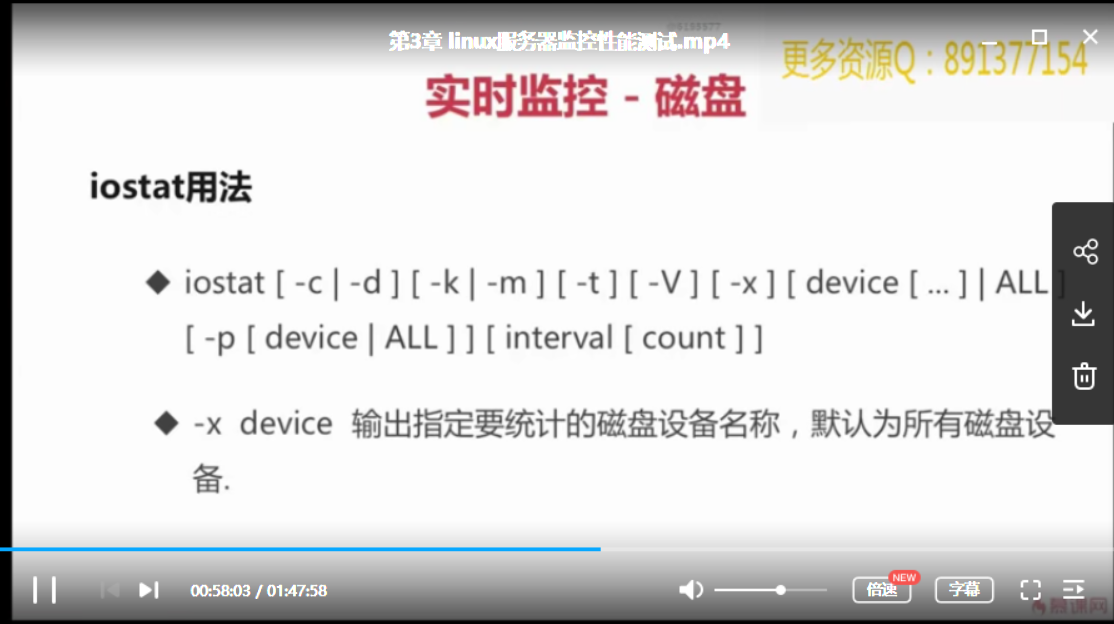 第3章 linux服务器监控性能测试.mp4
更多资源Q：891377154
实时监控 - 磁盘
iostat用法
◆ iostat [ -c | -d ] [ -k | -m ] [ -t ] [ -V ] [ -x ] [ device [ ... ] | ALL ]
[ -p [ device | ALL ] ] [ interval [ count ] ]
◆ -x device 输出指定要统计的磁盘设备名称，默认为所有磁盘设
备.
00:58:03 / 01:47:58
倍速
NEW
字幕
慕课网